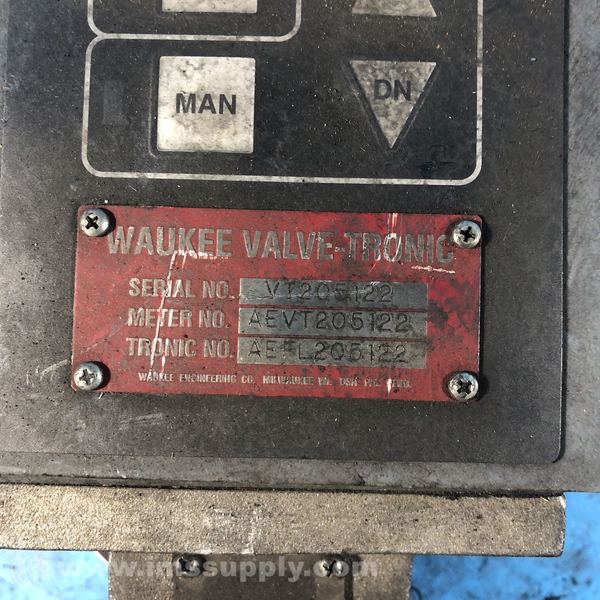 MAN
DN
WAUKEE VALVE-TRONIC
SERIAL NO. VT205122
METER NO. AEVT205122
TRONIC NO. 205122
WAUKEE ENGINEERING CO. MILWAUKEE WI. USA
www.imssupply.com